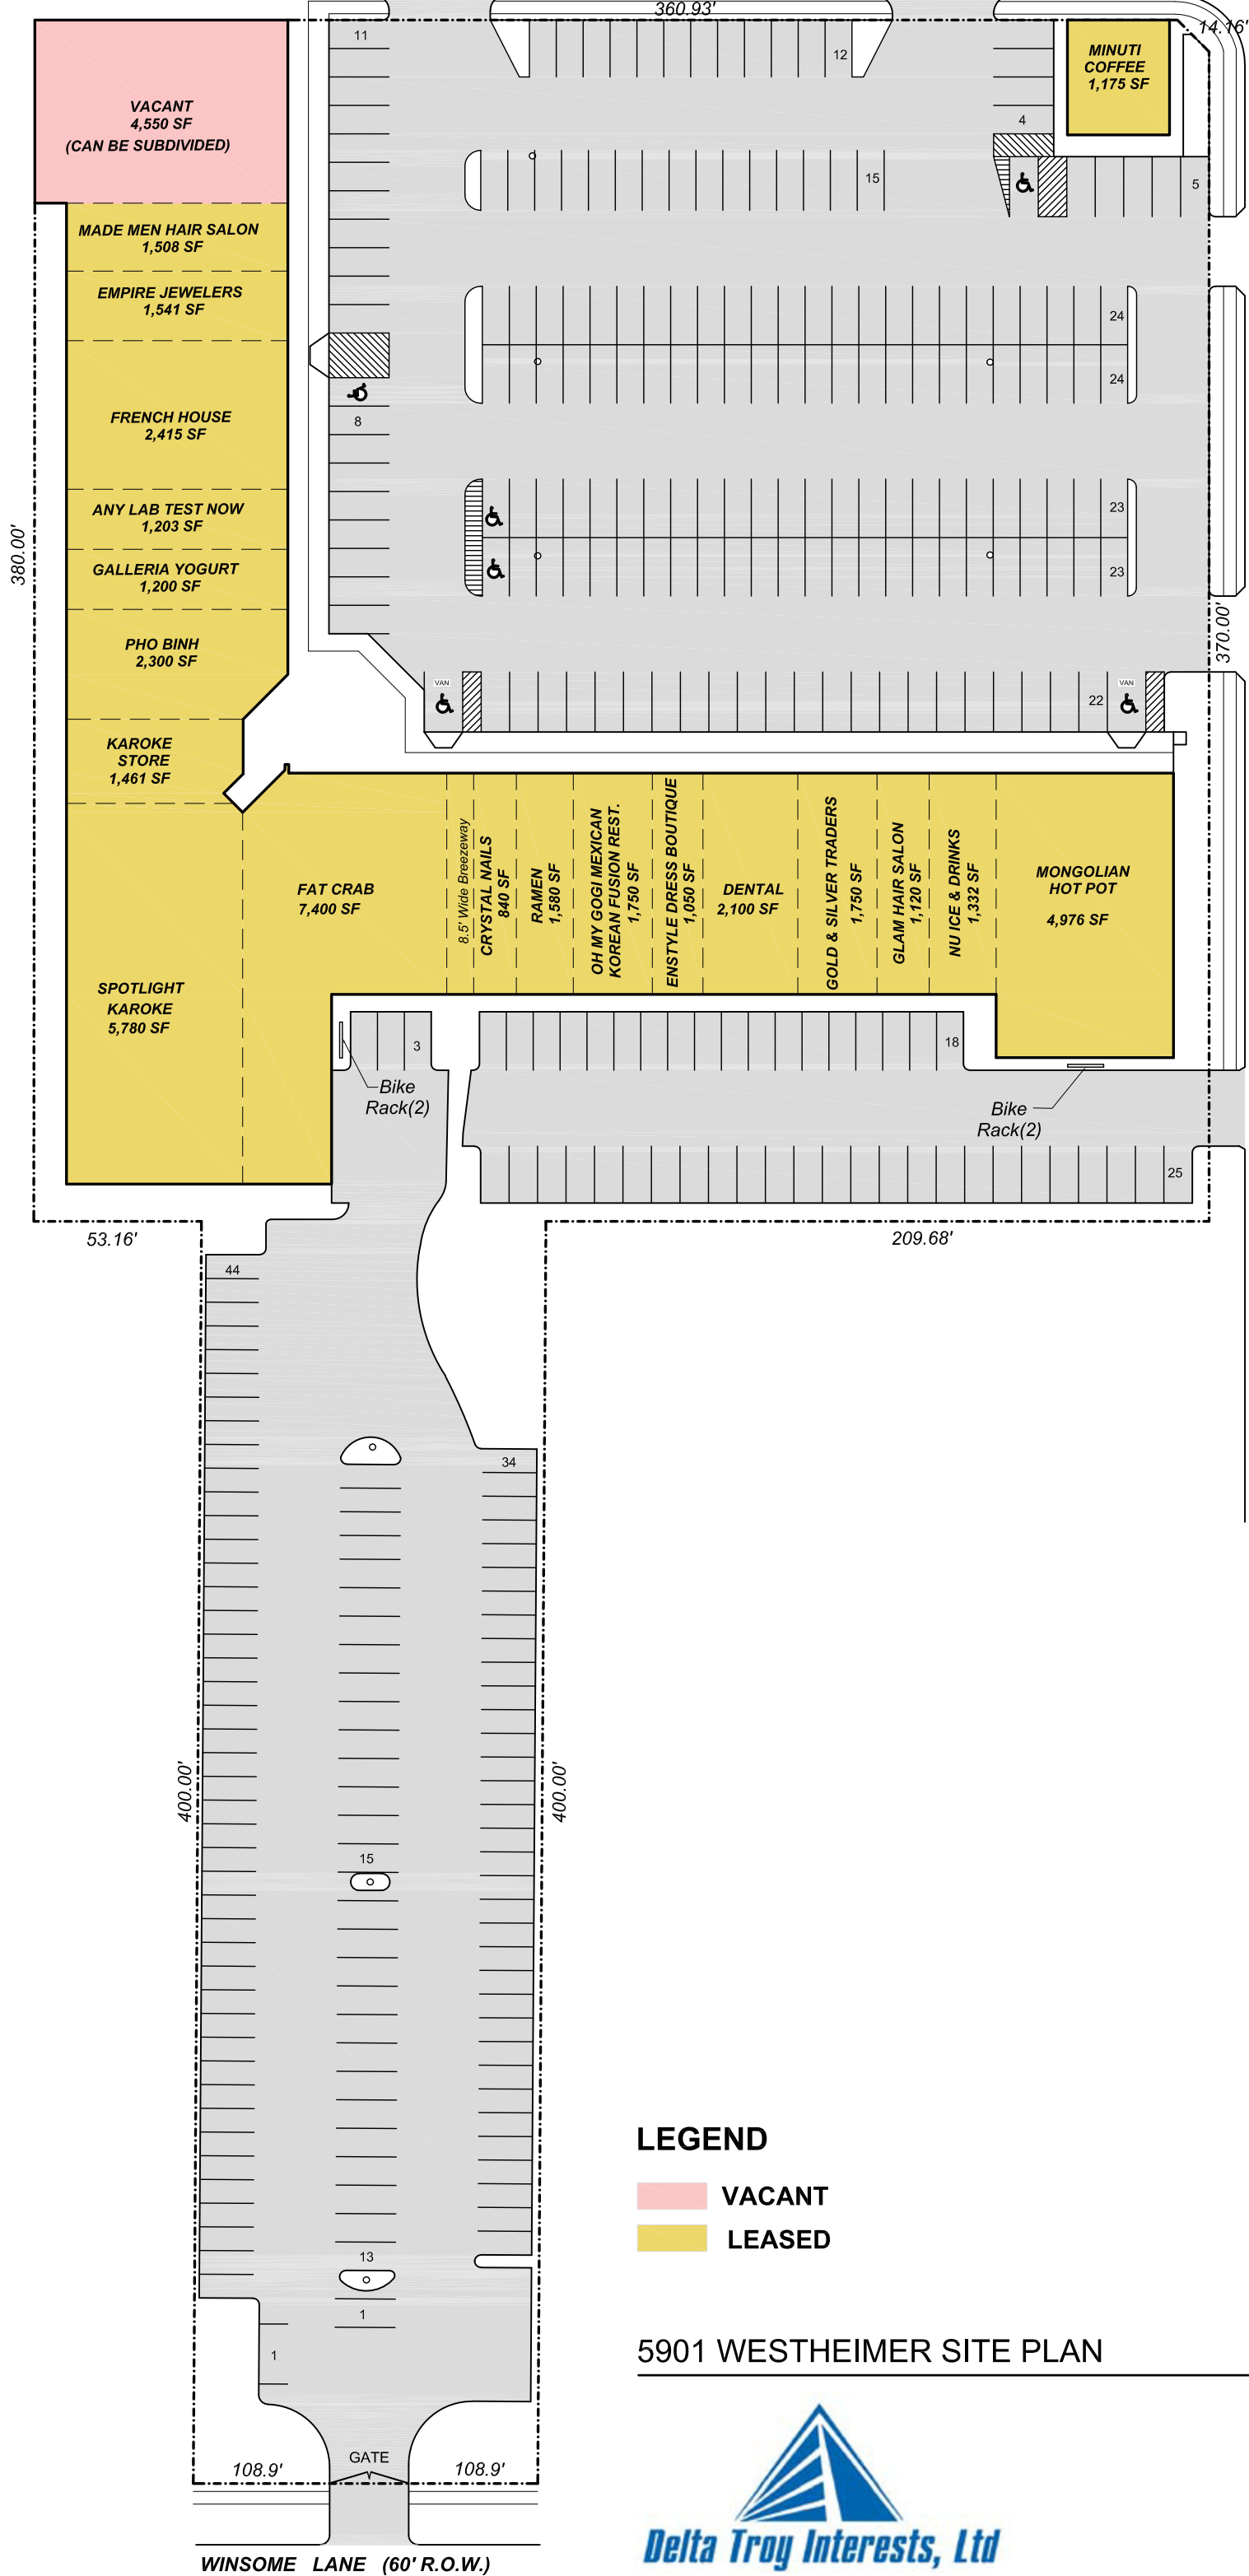 360.93'
14.16'
11
12
MINUTI
COFFEE
1,175 SF
4
VACANT
4,550 SF
(CAN BE SUBDIVIDED)
15
5
MADE MEN HAIR SALON
1,508 SF
EMPIRE JEWELERS
1,541 SF
24
24
FRENCH HOUSE
2,415 SF
8
ANY LAB TEST NOW
1,203 SF
23
380.00'
GALLERIA YOGURT
1,200 SF
23
370.00'
PHO BINH
2,300 SF
VAN
22
VAN
KAROKE
STORE
1,461 SF
FAT CRAB
7,400 SF
8.5' Wide Breezeway
CRYSTAL NAILS
840 SF
RAMEN
1,580 SF
OH MY GOGI MEXICAN
KOREAN FUSION REST.
1,750 SF
ENSTYLE DRESS BOUTIQUE
1,050 SF
DENTAL
2,100 SF
GOLD & SILVER TRADERS
1,750 SF
GLAM HAIR SALON
1,120 SF
NU ICE & DRINKS
1,332 SF
MONGOLIAN
HOT POT
4,976 SF
SPOTLIGHT
KAROKE
5,780 SF
3
18
Bike
Rack(2)
Bike
Rack(2)
25
53.16'
209.68'
44
34
400.00'
400.00'
15
13
1
1
LEGEND
VACANT
LEASED
5901 WESTHEIMER SITE PLAN
108.9'
GATE
108.9'
WINSOME LANE (60' R.O.W.)
Delta Troy Interests, Ltd